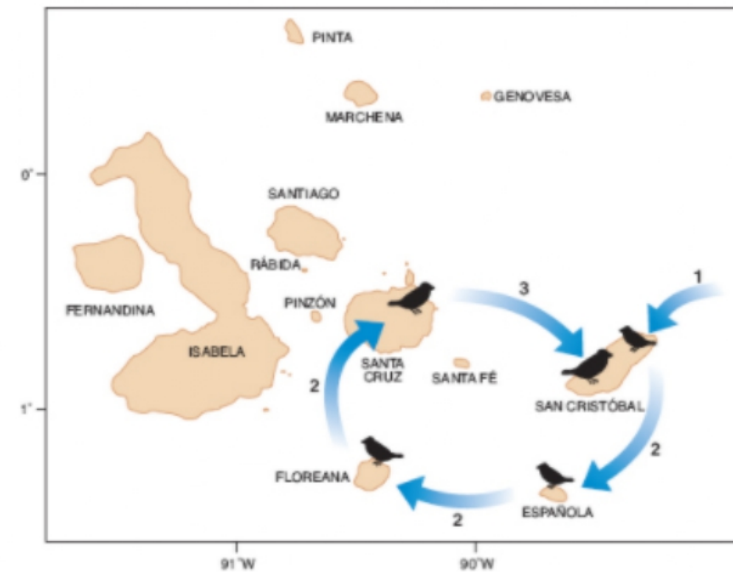 PINTA
MARCHENA
GENOVESA
0°
SANTIAGO
RÁBIDA
3
1
FERNANDINA
PINZÓN
ISABELA
SANTA
CRUZ
SANTA FÉ
2
SAN CRISTÓBAL
1°
2
FLOREANA
ESPAÑOLA
2
91°W
90°W